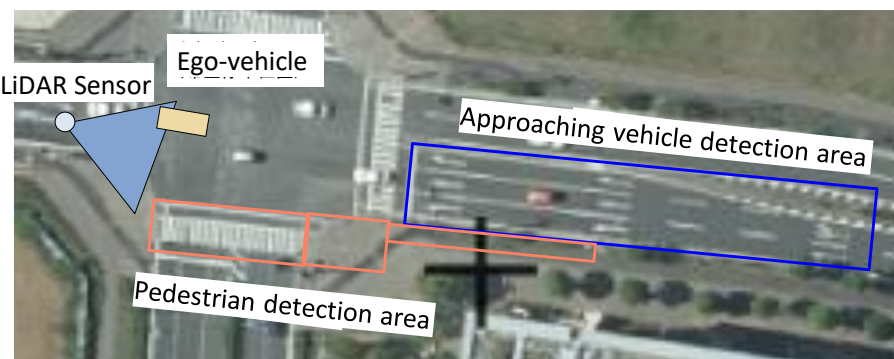 Ego-vehicle
LiDAR Sensor
Approaching vehicle detection area
Pedestrian detection area